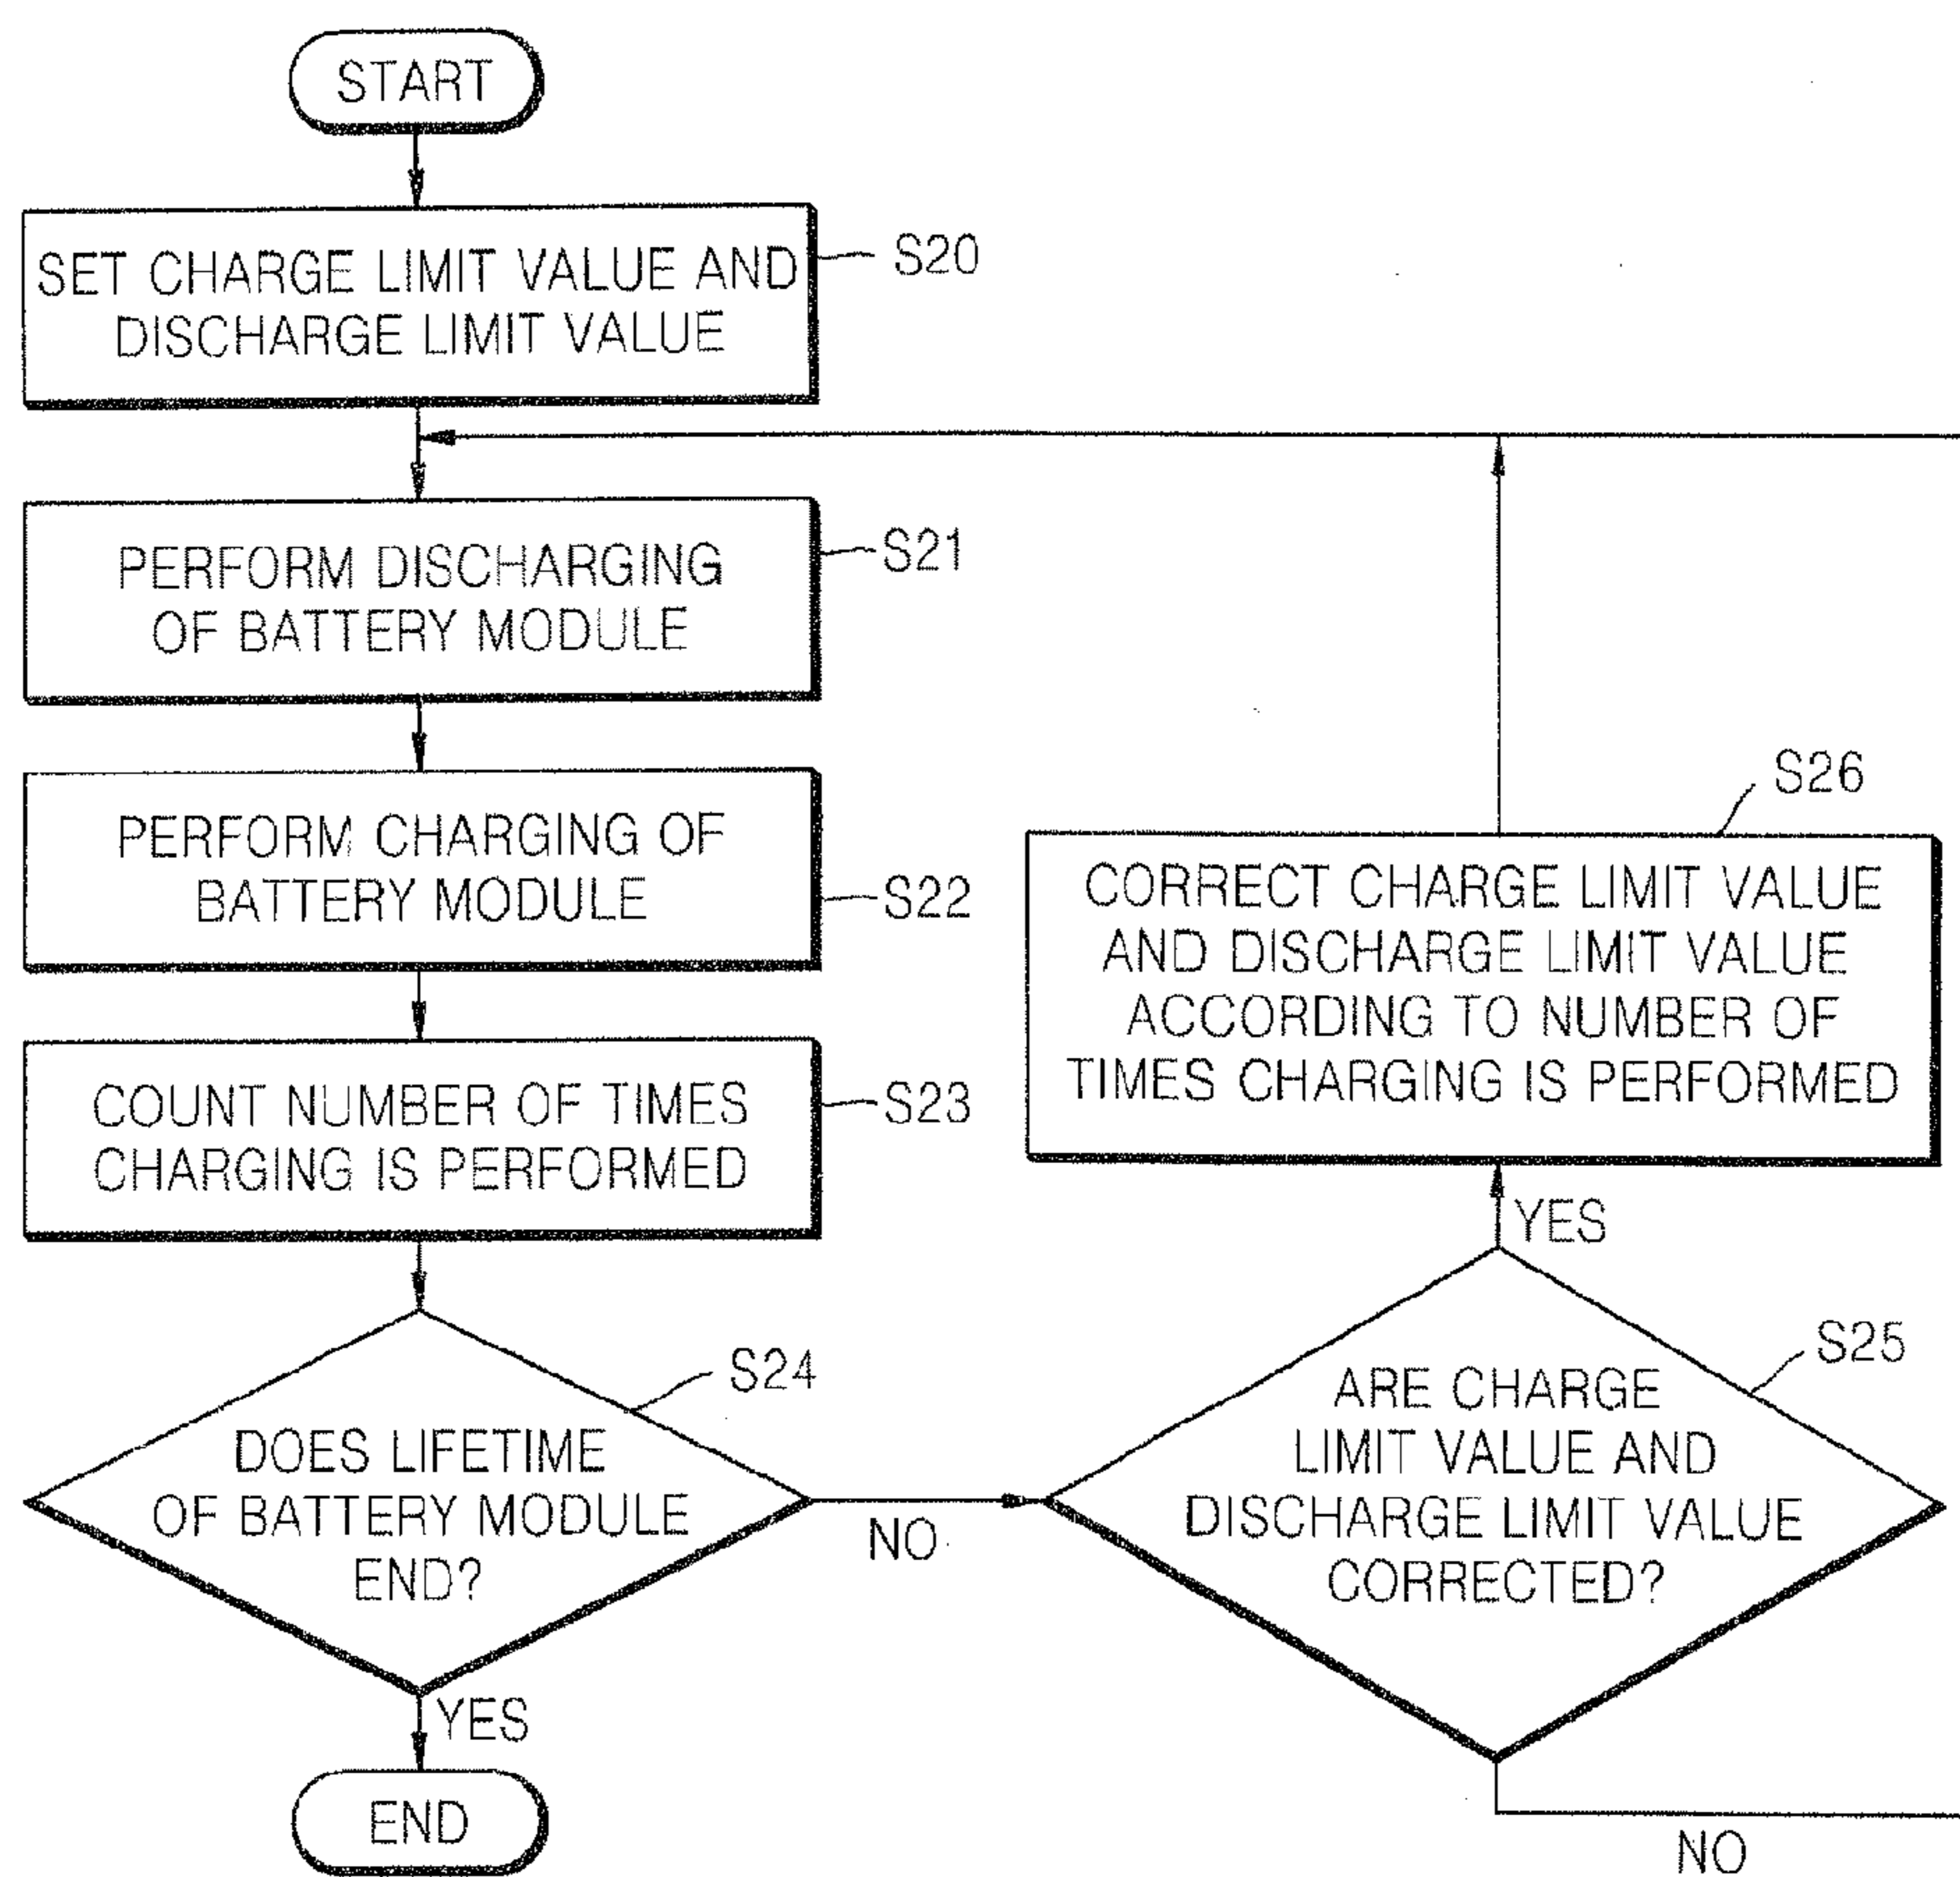 START
SET CHARGE LIMIT VALUE AND
DISCHARGE LIMIT VALUE
S20
PERFORM DISCHARGING
OF BATTERY MODULE
S21
PERFORM CHARGING OF
BATTERY MODULE
S22
COUNT NUMBER OF TIMES
CHARGING IS PERFORMED
S23
DOES LIFETIME
OF BATTERY MODULE
END?
S24
NO
YES
END
ARE CHARGE
LIMIT VALUE AND
DISCHARGE LIMIT VALUE
CORRECTED?
S25
YES
NO
CORRECT CHARGE LIMIT VALUE
AND DISCHARGE LIMIT VALUE
ACCORDING TO NUMBER OF
TIMES CHARGING IS PERFORMED
S26